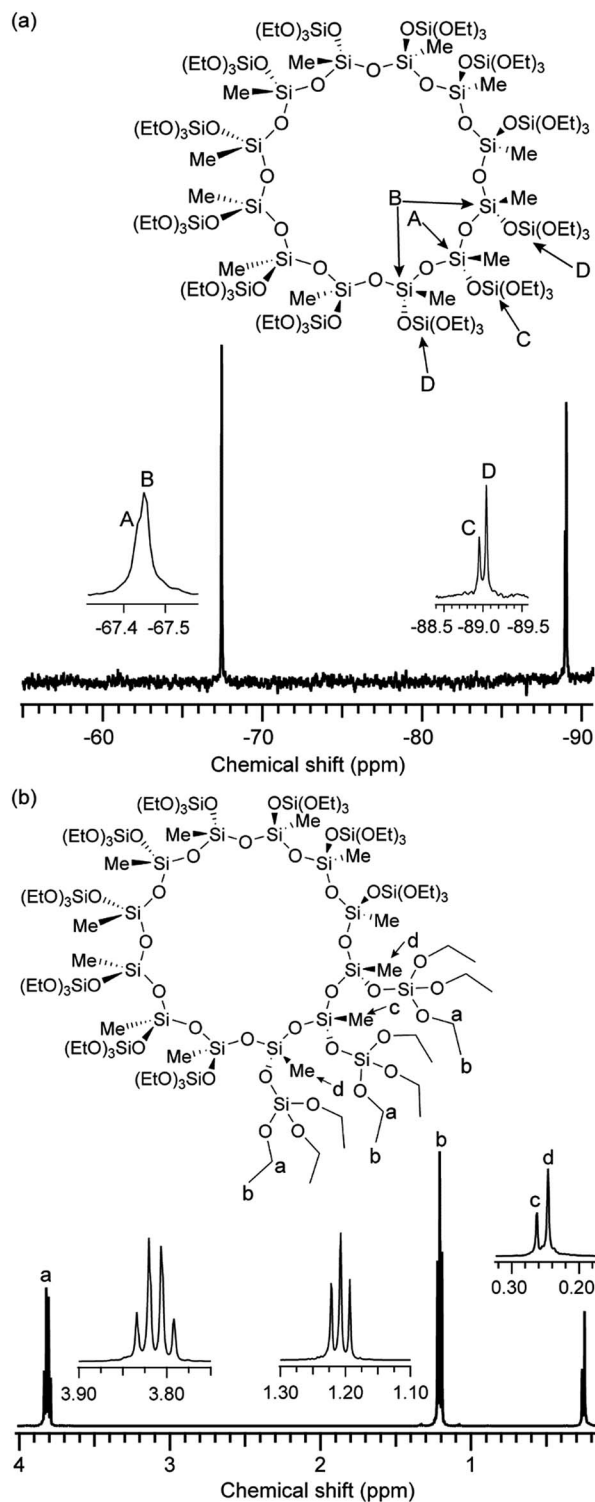 (a)
(EtO)₃SiO OSi(OEt)₃
(EtO)₃SiO Me Si O Si Me OSi(OEt)₃
Me Si O O Si Me
(EtO)₃SiO O O OSi(OEt)₃
Si Si
Me Me
O O
Me Si B Si Me
(EtO)₃SiO A OSi(OEt)₃
O O
Me Si Si Me D
(EtO)₃SiO O Si O Si O OSi(OEt)₃
Me Me
(EtO)₃SiO OSi(OEt)₃ C
D
B
A
D
C
-67.4 -67.5
-88.5 -89.0 -89.5
-60 -70 -80 -90
Chemical shift (ppm)
(b)
(EtO)₃SiO OSi(OEt)₃
(EtO)₃SiO Me Si O Si Me OSi(OEt)₃
Me Si O O Si Me
(EtO)₃SiO O O OSi(OEt)₃
Si Si
Me Me
O O d
Me Si Si Me O
(EtO)₃SiO O Si O
O O O a
Me Si Si Me c
(EtO)₃SiO O Si O Si O O b
Me Me d Si O
(EtO)₃SiO O O O
Si O a
O O b
a
b
b
d
c
a
0.30 0.20
3.90 3.80
1.30 1.20 1.10
4 3 2 1
Chemical shift (ppm)